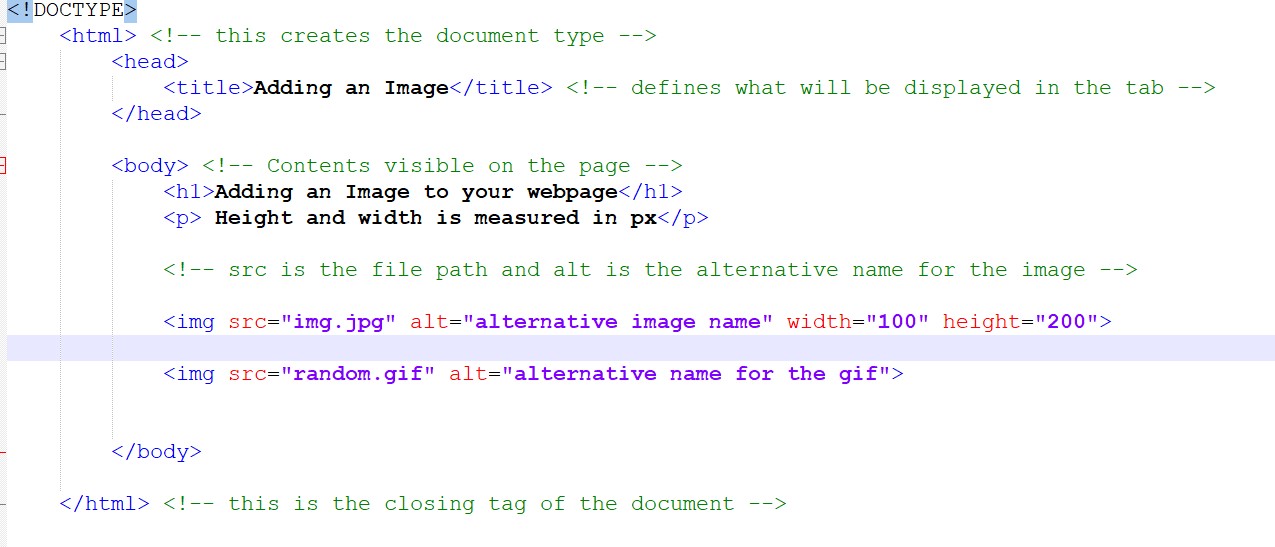 <!DOCTYPE>
<html> <!-- this creates the document type -->
<head>
<title>Adding an Image</title> <!-- defines what will be displayed in the tab -->
</head>
<body> <!-- Contents visible on the page -->
<h1>Adding an Image to your webpage</h1>
<p> Height and width is measured in px</p>
<!-- src is the file path and alt is the alternative name for the image -->
<img src="img.jpg" alt="alternative image name" width="100" height="200">
<img src="random.gif" alt="alternative name for the gif">
</body>
</html> <!-- this is the closing tag of the document -->